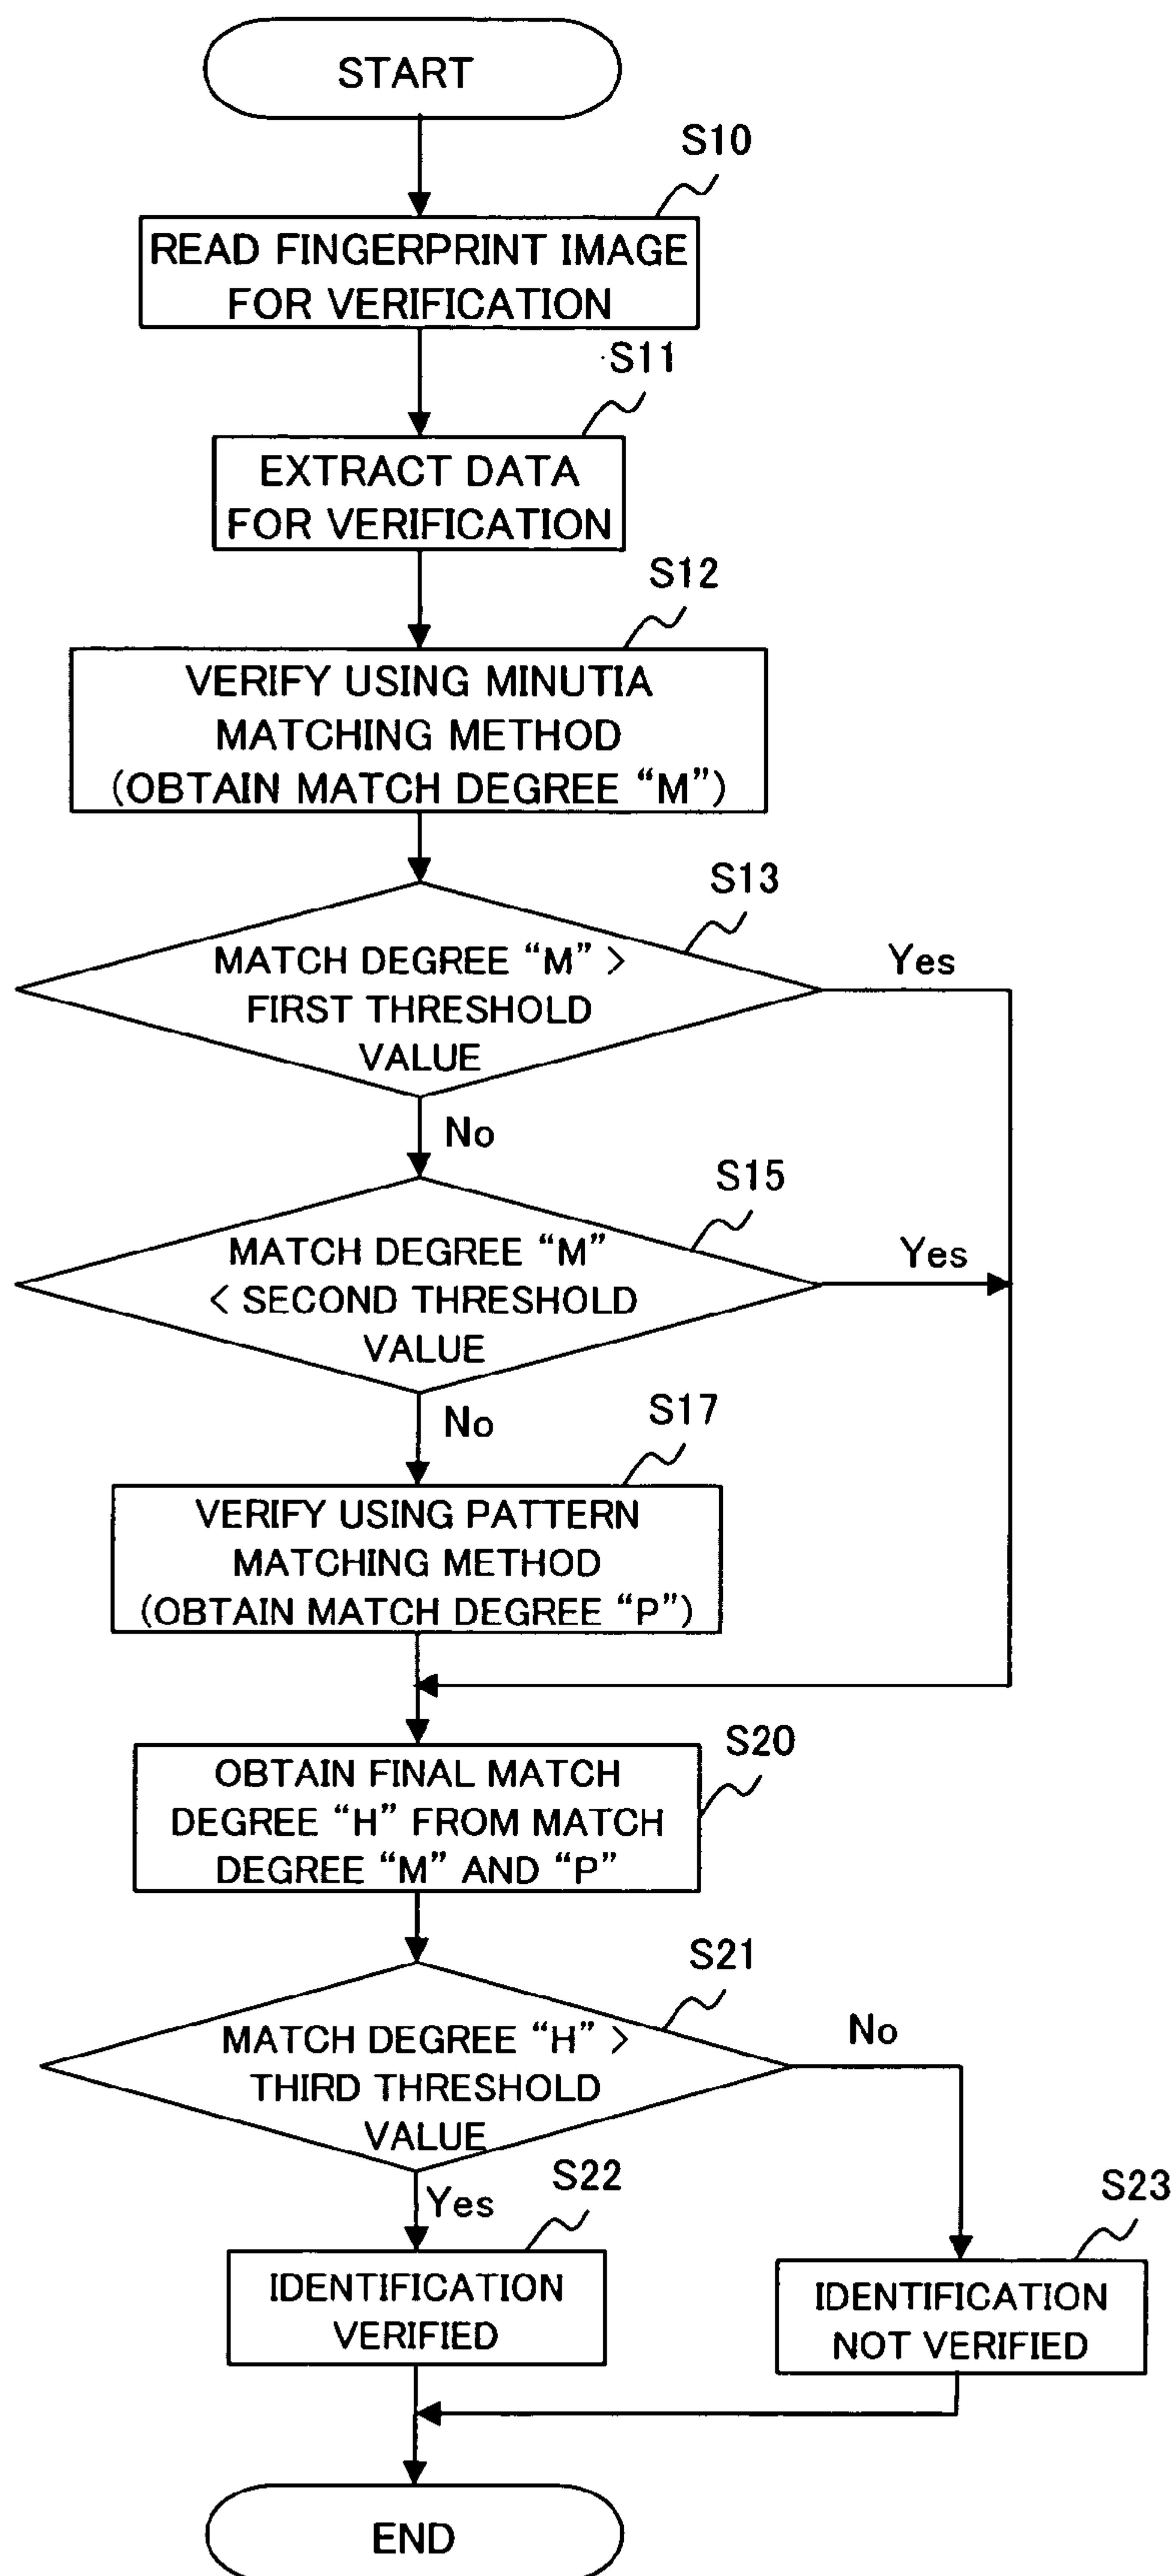 START
S10
READ FINGERPRINT IMAGE
FOR VERIFICATION
S11
EXTRACT DATA
FOR VERIFICATION
S12
VERIFY USING MINUTIA
MATCHING METHOD
(OBTAIN MATCH DEGREE “M”)
S13
MATCH DEGREE “M” >
FIRST THRESHOLD
VALUE
Yes
No
S15
MATCH DEGREE “M”
< SECOND THRESHOLD
VALUE
Yes
No
S17
VERIFY USING PATTERN
MATCHING METHOD
(OBTAIN MATCH DEGREE “P”)
S20
OBTAIN FINAL MATCH
DEGREE “H” FROM MATCH
DEGREE “M” AND “P”
S21
MATCH DEGREE “H” >
THIRD THRESHOLD
VALUE
No
Yes
S22
IDENTIFICATION
VERIFIED
S23
IDENTIFICATION
NOT VERIFIED
END